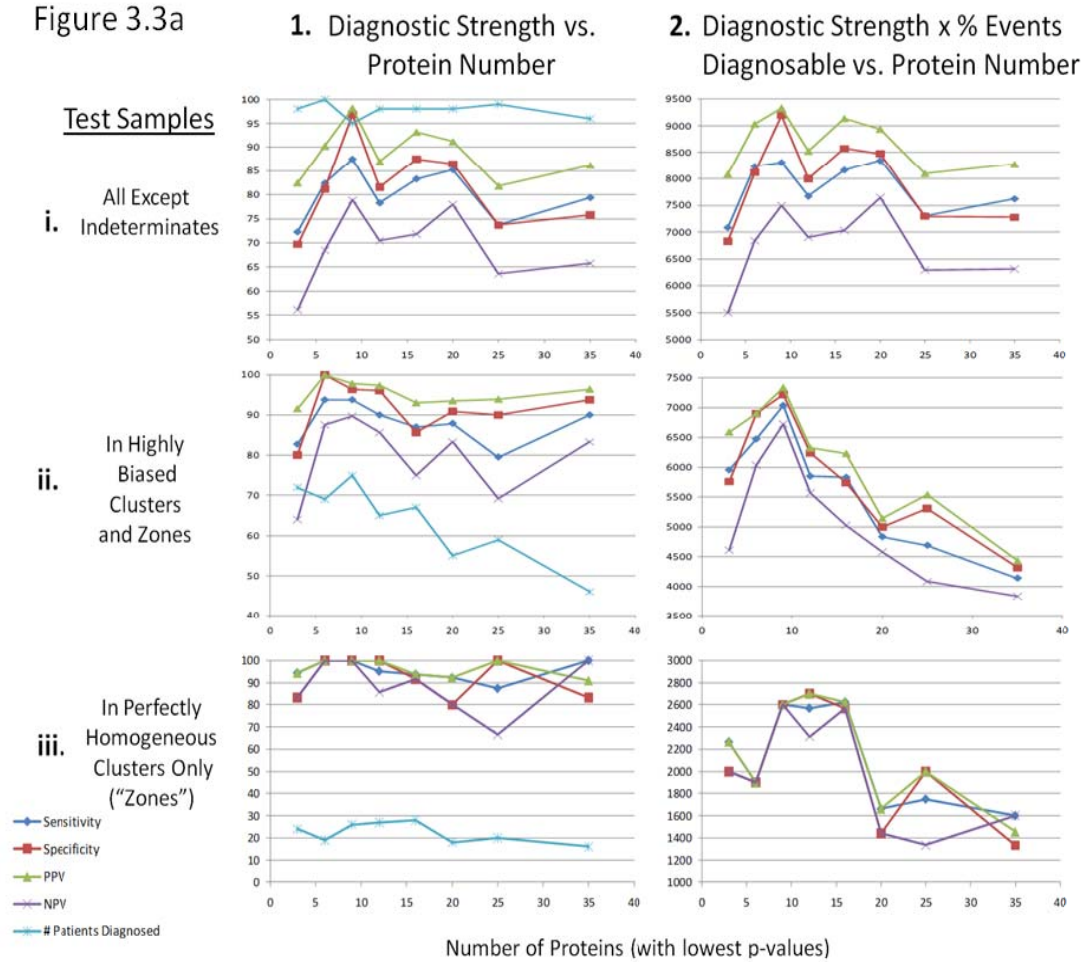 Figure 3.3a
1. Diagnostic Strength vs.
Protein Number
2. Diagnostic Strength x % Events
Diagnosable vs. Protein Number
Test Samples
i. All Except
Indeterminates
100
95
90
85
80
75
70
65
60
55
50
0 5 10 15 20 25 30 35 40
9500
9000
8500
8000
7500
7000
6500
6000
5500
5000
0 5 10 15 20 25 30 35 40
ii. In Highly
Biased
Clusters
and Zones
100
90
80
70
60
50
40
0 5 10 15 20 25 30 35 40
7500
7000
6500
6000
5500
5000
4500
4000
3500
0 10 20 30 40
iii. In Perfectly
Homogeneous
Clusters Only
("Zones")
100
90
80
70
60
50
40
30
20
10
0
0 5 10 15 20 25 30 35 40
3000
2800
2600
2400
2200
2000
1800
1600
1400
1200
1000
0 5 10 15 20 25 30 35 40
Sensitivity
Specificity
PPV
NPV
# Patients Diagnosed
Number of Proteins (with lowest p-values)